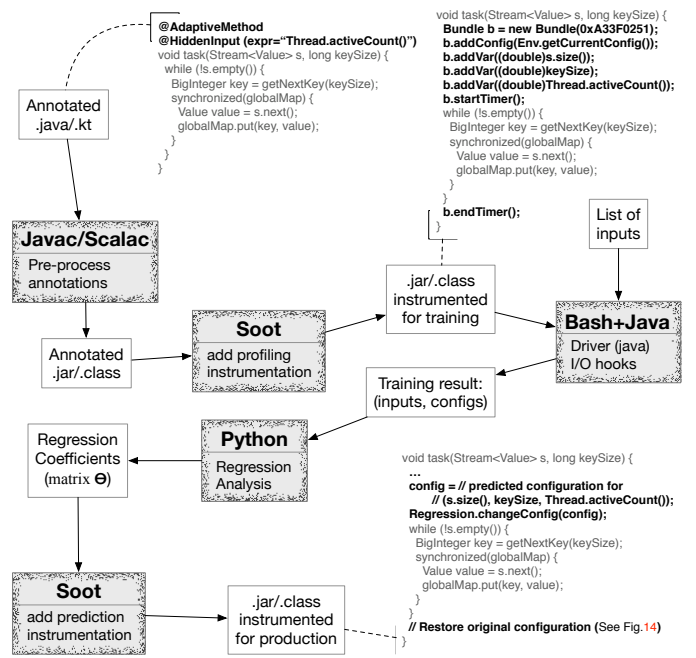 @AdaptiveMethod
@HiddenInput (expr="Thread.activeCount()")
void task(Stream<Value> s, long keySize) {
while (!s.empty()) {
BigInteger key = getNextKey(keySize);
synchronized(globalMap) {
Value value = s.next();
globalMap.put(key, value);
}
}
}
void task(Stream<Value> s, long keySize) {
Bundle b = new Bundle(0xA33F0251);
b.addConfig(Env.getCurrentConfig());
b.addVar((double)s.size());
b.addVar((double)keySize);
b.addVar((double)Thread.activeCount());
b.startTimer();
while (!s.empty()) {
BigInteger key = getNextKey(keySize);
synchronized(globalMap) {
Value value = s.next();
globalMap.put(key, value);
}
}
b.endTimer();
}
Annotated
.java/.kt
Javac/Scalac
Pre-process
annotations
Annotated
.jar/.class
Soot
add profiling
instrumentation
.jar/.class
instrumented
for training
List of
inputs
Bash+Java
Driver (java)
I/O hooks
Training result:
(inputs, configs)
Python
Regression
Analysis
Regression
Coefficients
(matrix Θ)
Soot
add prediction
instrumentation
.jar/.class
instrumented
for production
void task(Stream<Value> s, long keySize) {
...
config = // predicted configuration for
// (s.size(), keySize, Thread.activeCount());
Regression.changeConfig(config);
while (!s.empty()) {
BigInteger key = getNextKey(keySize);
synchronized(globalMap) {
Value value = s.next();
globalMap.put(key, value);
}
}
// Restore original configuration (See Fig.14)
}